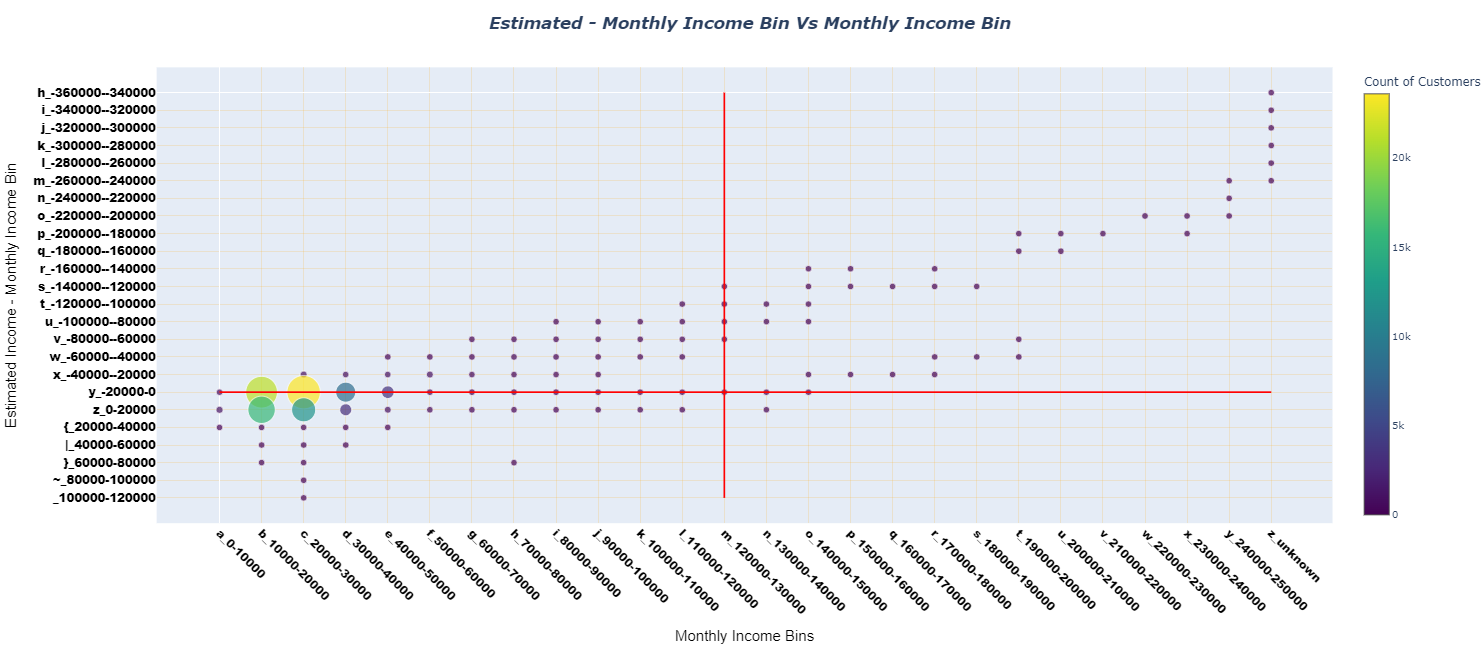 Estimated - Monthly Income Bin Vs Monthly Income Bin
Count of Customers
20k
15k
10k
5k
0
Estimated Income - Monthly Income Bin
h_-360000--340000
i_-340000--320000
j_-320000--300000
k_-300000--280000
l_-280000--260000
m_-260000--240000
n_-240000--220000
o_-220000--200000
p_-200000--180000
q_-180000--160000
r_-160000--140000
s_-140000--120000
t_-120000--100000
u_-100000--80000
v_-80000--60000
w_-60000--40000
x_-40000--20000
y_-20000-0
z_0-20000
{_20000-40000
|_40000-60000
}_60000-80000
~_80000-100000
_100000-120000
a_0-10000
b_10000-20000
c_20000-30000
d_30000-40000
e_40000-50000
f_50000-60000
g_60000-70000
h_70000-80000
i_80000-90000
j_90000-100000
k_100000-110000
l_110000-120000
m_120000-130000
n_130000-140000
o_140000-150000
p_150000-160000
q_160000-170000
r_170000-180000
s_180000-190000
t_190000-200000
u_200000-210000
v_210000-220000
w_220000-230000
x_230000-240000
y_240000-250000
z_unknown
Monthly Income Bins